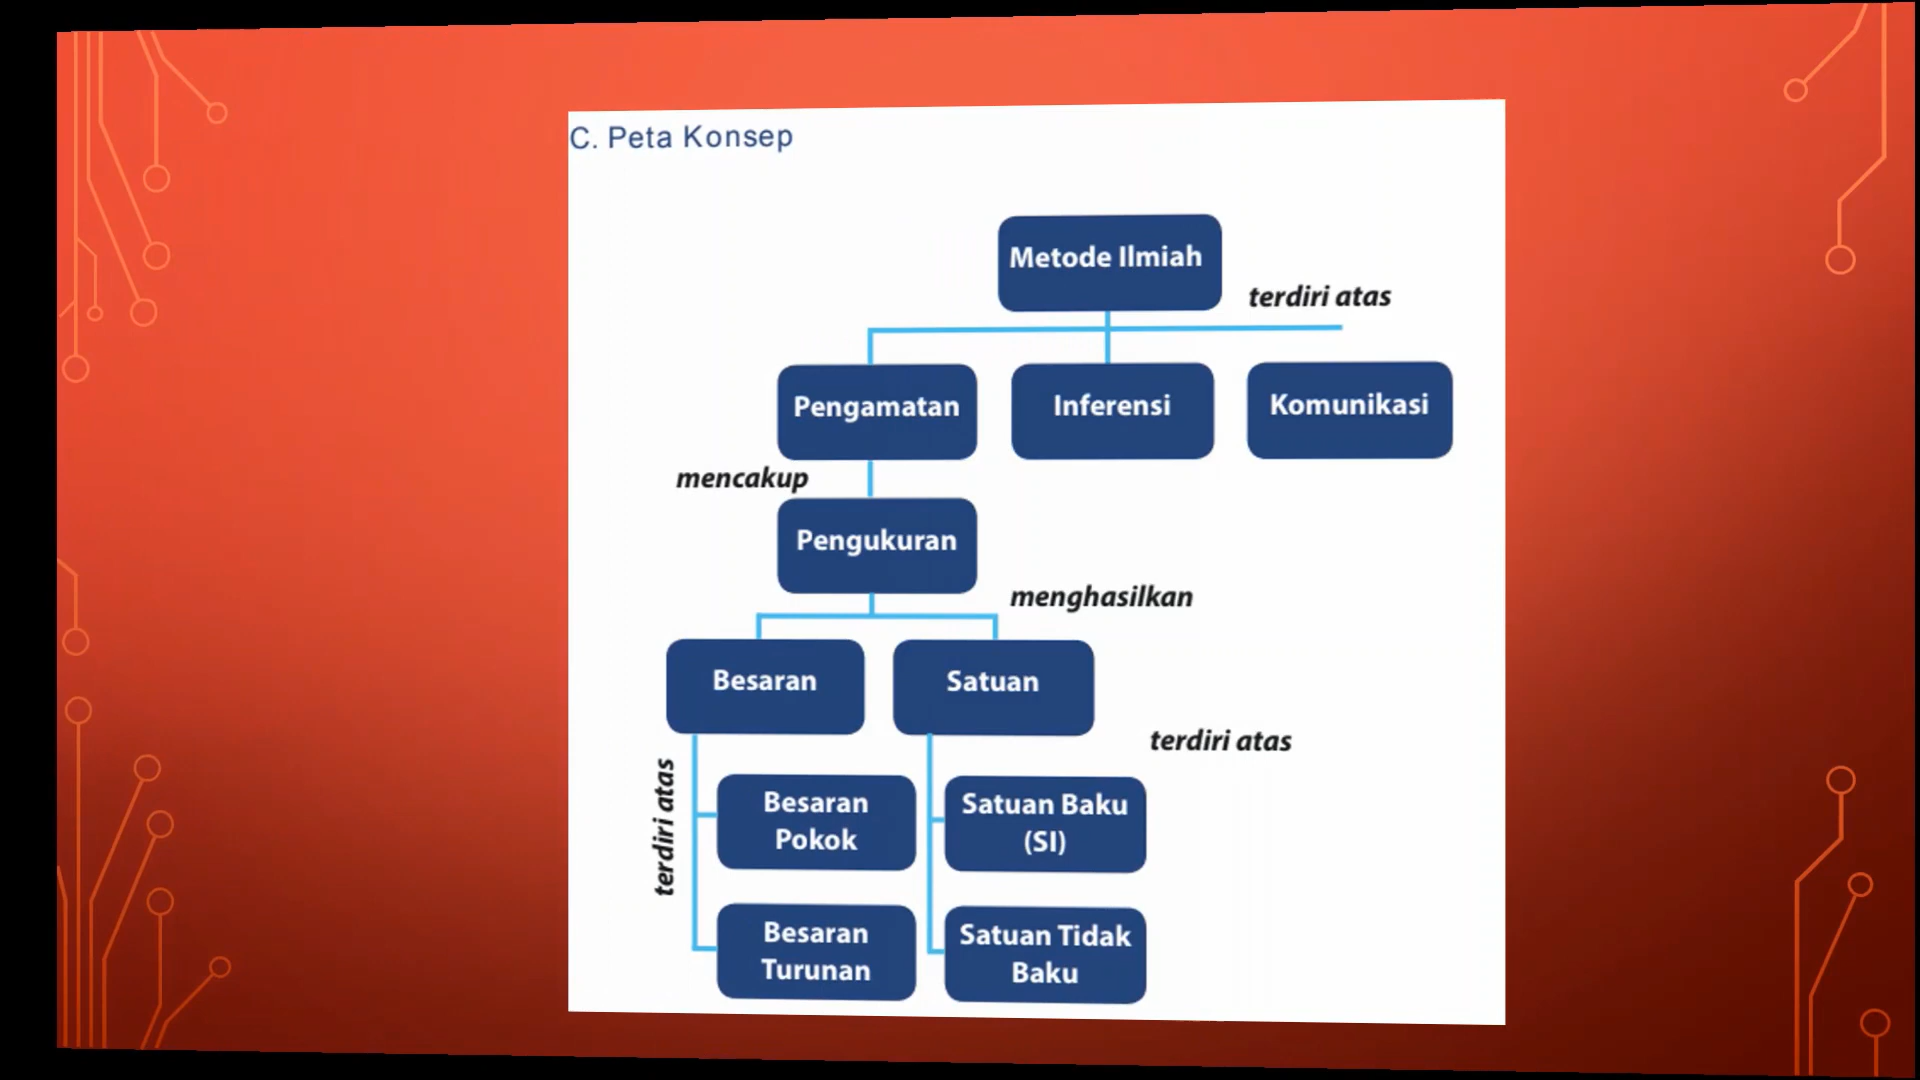 C. Peta Konsep
Metode Ilmiah
terdiri atas
Pengamatan
Inferensi
Komunikasi
mencakup
Pengukuran
menghasilkan
Besaran
Satuan
terdiri atas
terdiri atas
Besaran
Pokok
Satuan Baku
(SI)
Besaran
Turunan
Satuan Tidak
Baku